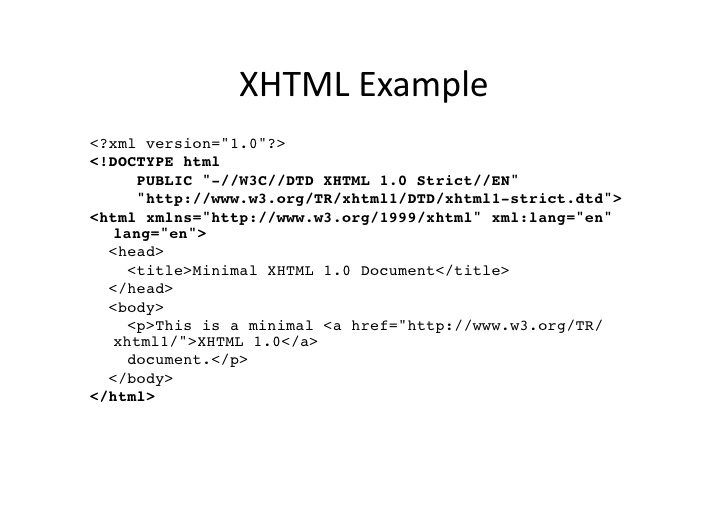 XHTML Example
<?xml version="1.0"?>
<!DOCTYPE html
     PUBLIC "-//W3C//DTD XHTML 1.0 Strict//EN"
     "http://www.w3.org/TR/xhtml1/DTD/xhtml1-strict.dtd">
<html xmlns="http://www.w3.org/1999/xhtml" xml:lang="en"
   lang="en">
  <head>
    <title>Minimal XHTML 1.0 Document</title>
  </head>
  <body>
    <p>This is a minimal <a href="http://www.w3.org/TR/
   xhtml1/">XHTML 1.0</a>
    document.</p>
  </body>
</html>